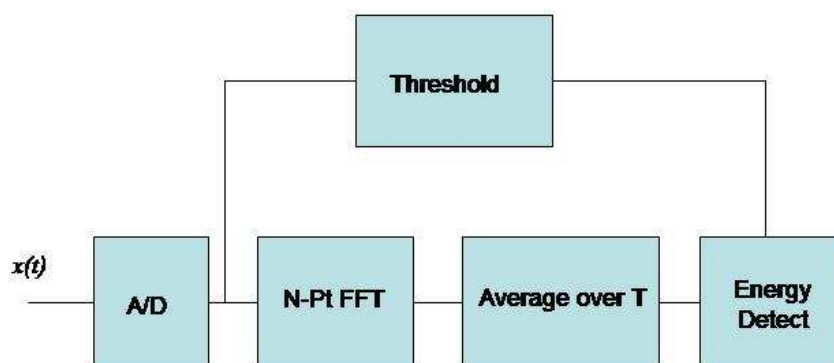 Threshold
x(t)
A/D
N-Pt FFT
Average over T
Energy
Detect